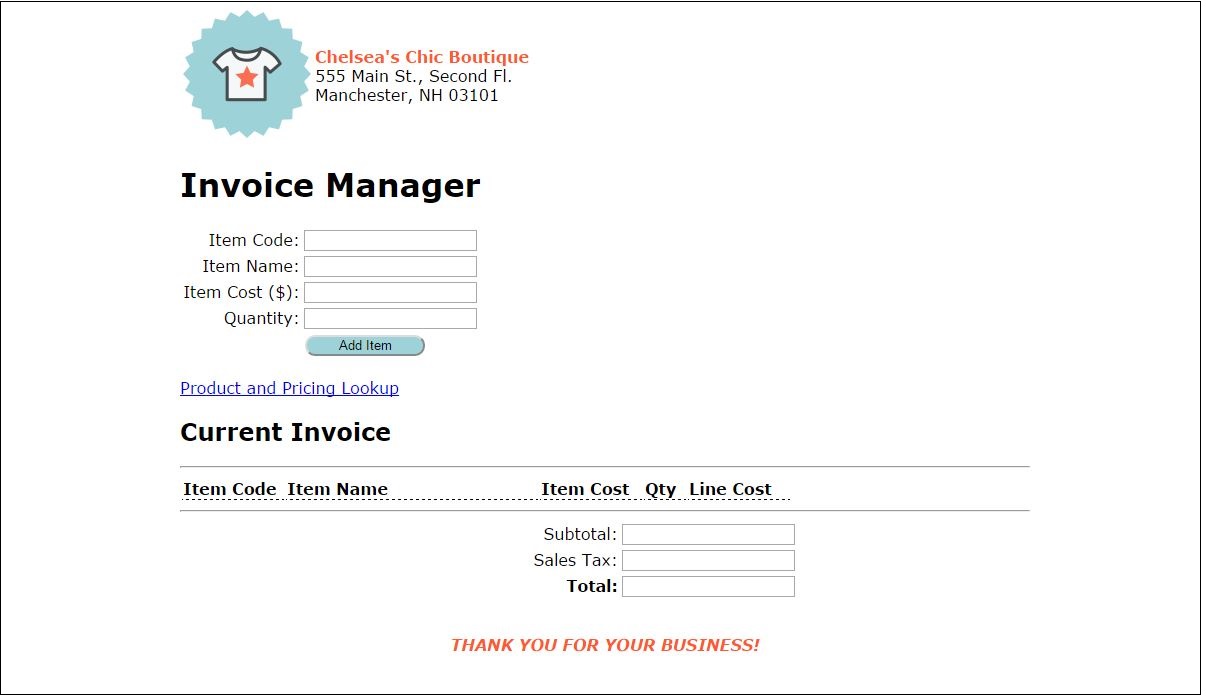 Chelsea's Chic Boutique
555 Main St., Second Fl.
Manchester, NH 03101
Invoice Manager
Item Code:
Item Name:
Item Cost ($):
Quantity:
Add Item
Product and Pricing Lookup
Current Invoice
Item Code Item Name Item Cost Qty Line Cost
Subtotal:
Sales Tax:
Total:
THANK YOU FOR YOUR BUSINESS!